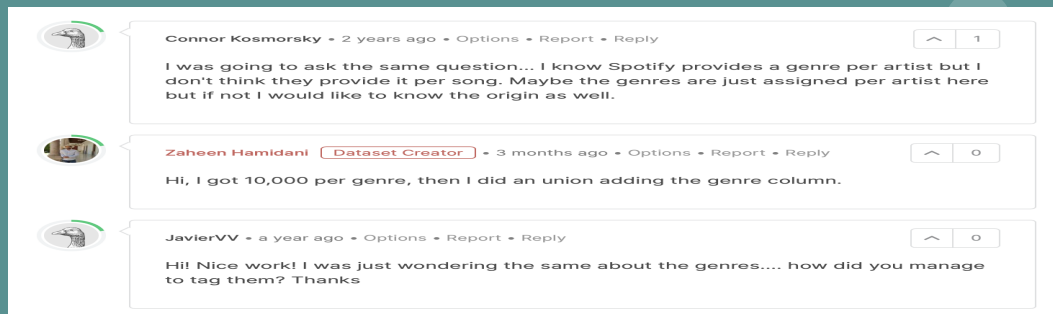 Connor Kosmorsky • 2 years ago • Options • Report • Reply
1
I was going to ask the same question... I know Spotify provides a genre per artist but I
don't think they provide it per song. Maybe the genres are just assigned per artist here
but if not I would like to know the origin as well.
Zaheen Hamidani Dataset Creator • 3 months ago • Options • Report • Reply
0
Hi, I got 10,000 per genre, then I did an union adding the genre column.
JavierVV • a year ago • Options • Report • Reply
0
Hi! Nice work! I was just wondering the same about the genres.... how did you manage
to tag them? Thanks